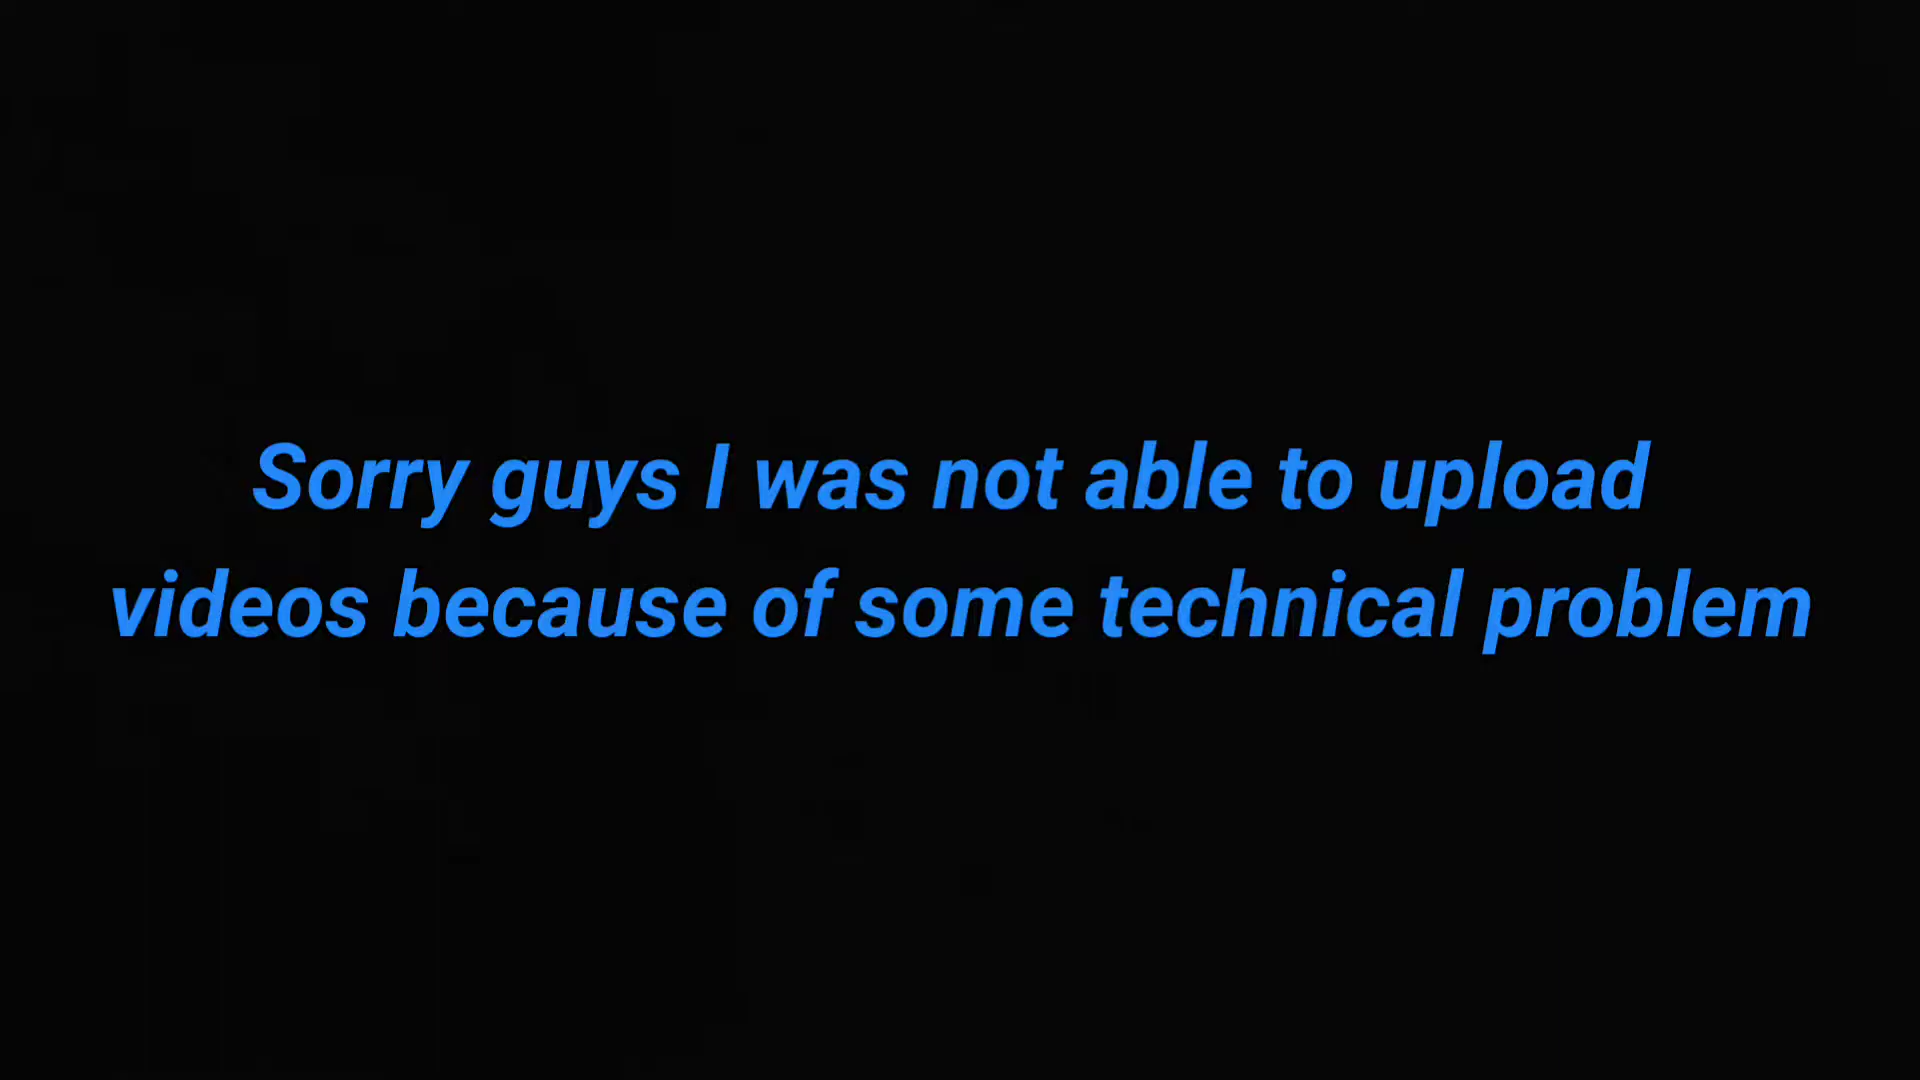 Sorry guys I was not able to upload
videos because of some technical problem